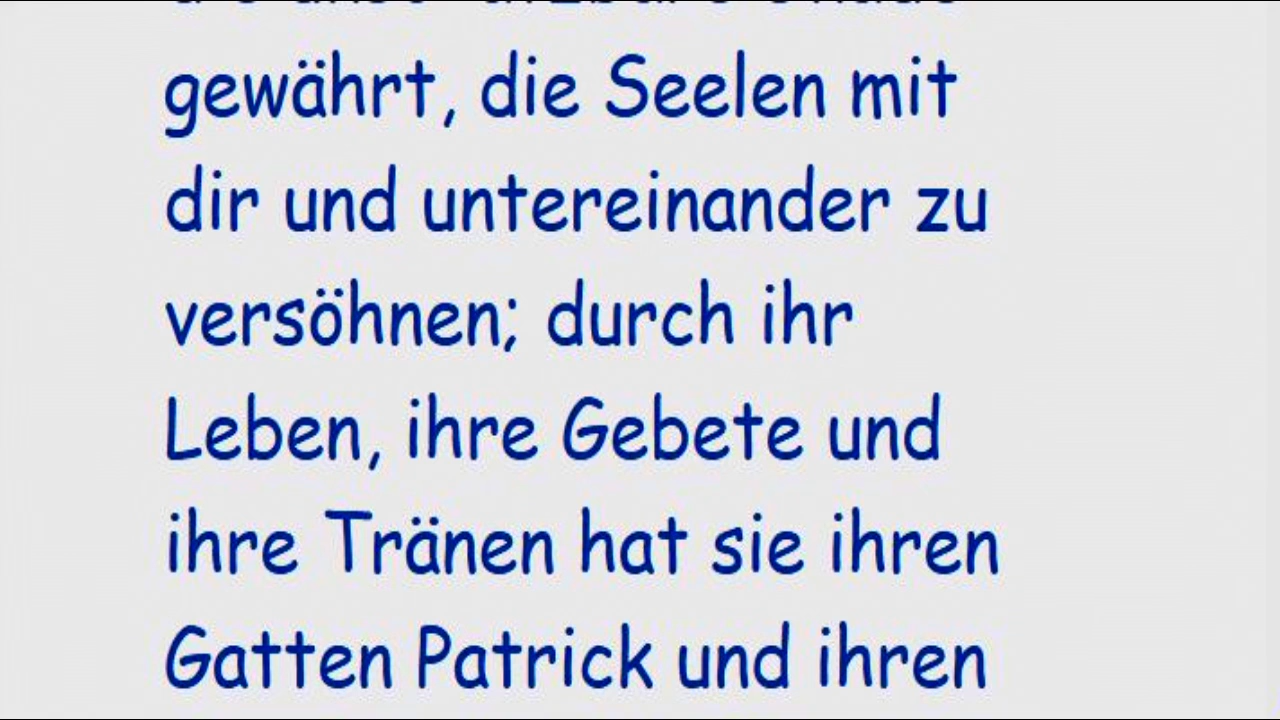 gewährt, die Seelen mit
dir und untereinander zu
versöhnen; durch ihr
Leben, ihre Gebete und
ihre Tränen hat sie ihren
Gatten Patrick und ihren